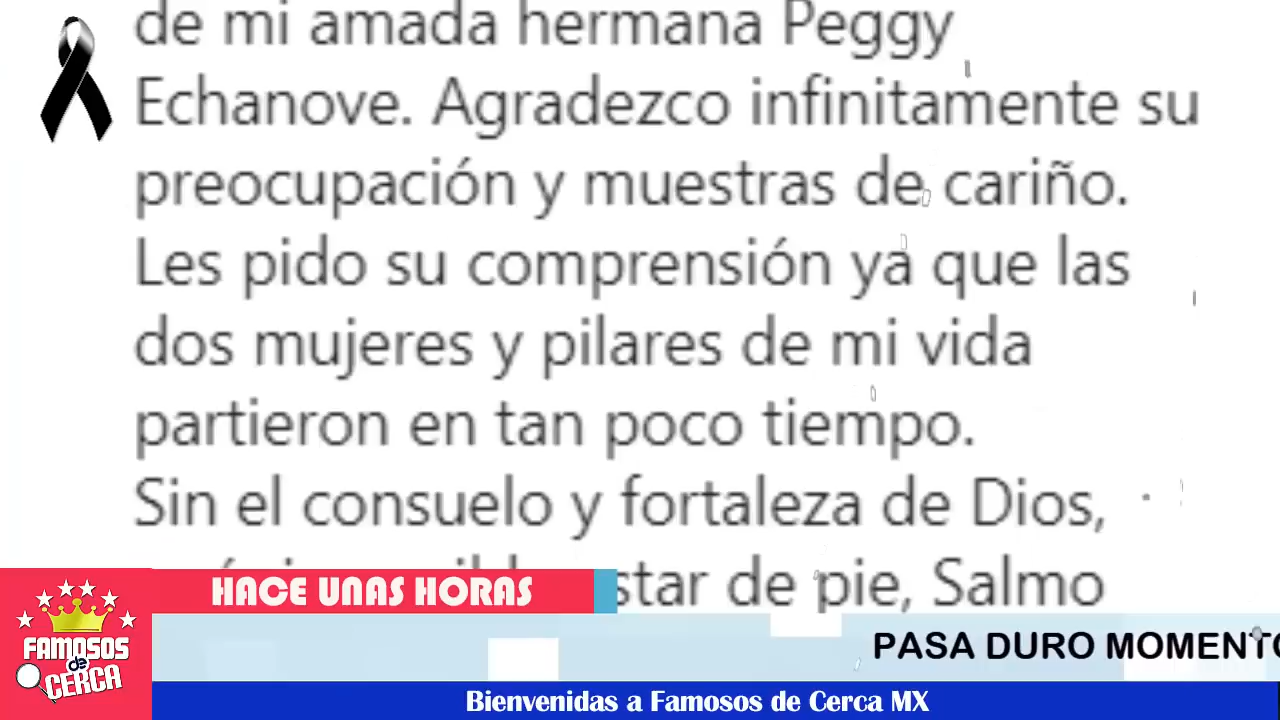 de mi amada hermana Peggy
Echanove. Agradezco infinitamente su
preocupación y muestras de cariño.
Les pido su comprensión ya que las
dos mujeres y pilares de mi vida
partieron en tan poco tiempo.
Sin el consuelo y fortaleza de Dios,
de pie, Salmo
HACE UNAS HORAS
FAMOSOS
de
CERCA
PASA DURO MOMENTO
Bienvenidas a Famosos de Cerca MX